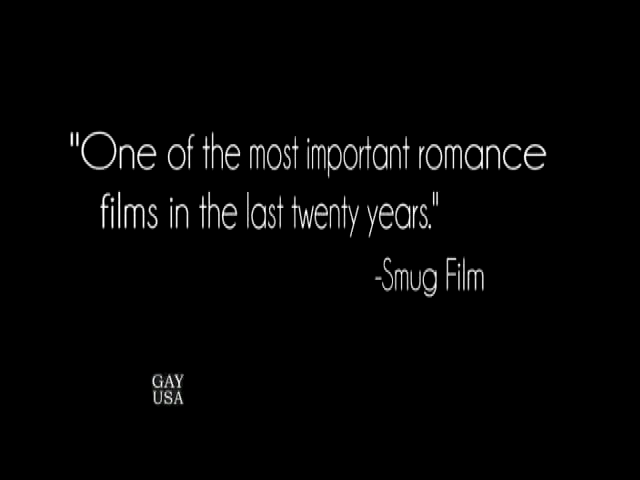 "One of the most important romance
films in the last twenty years."
-Smug Film
GAY
USA